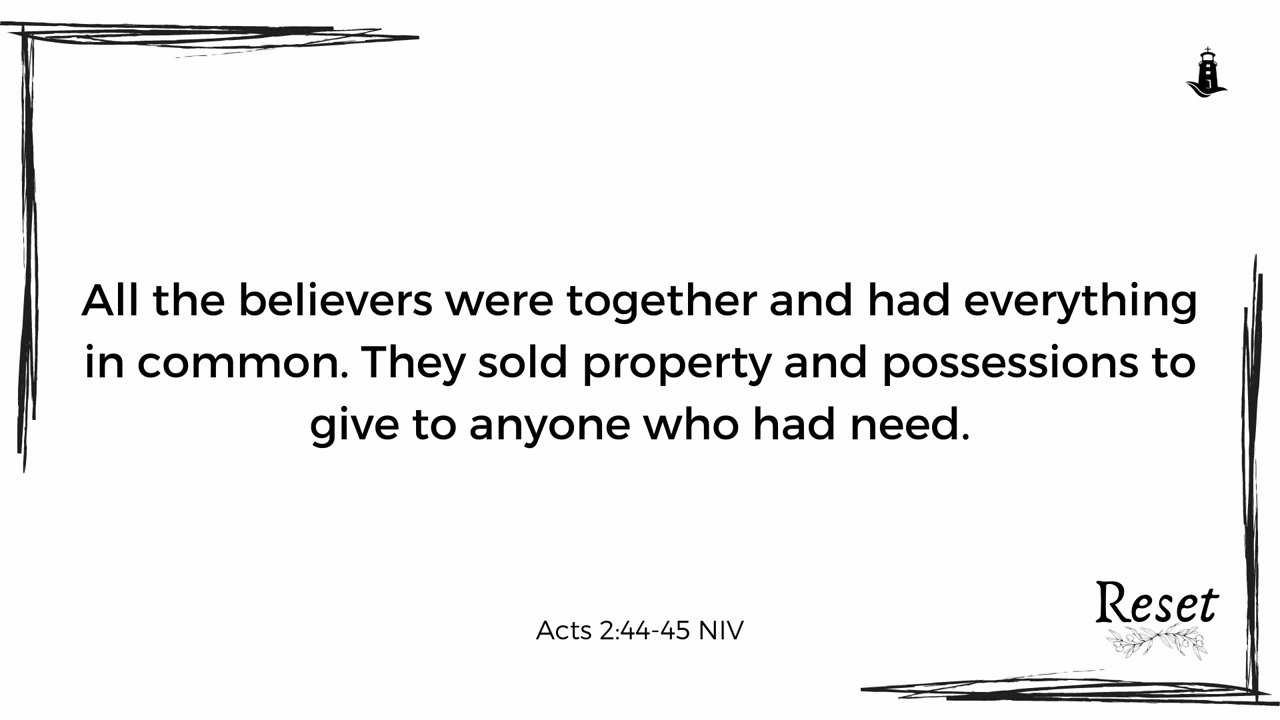 All the believers were together and had everything
in common. They sold property and possessions to
give to anyone who had need.
Acts 2:44-45 NIV
Reset